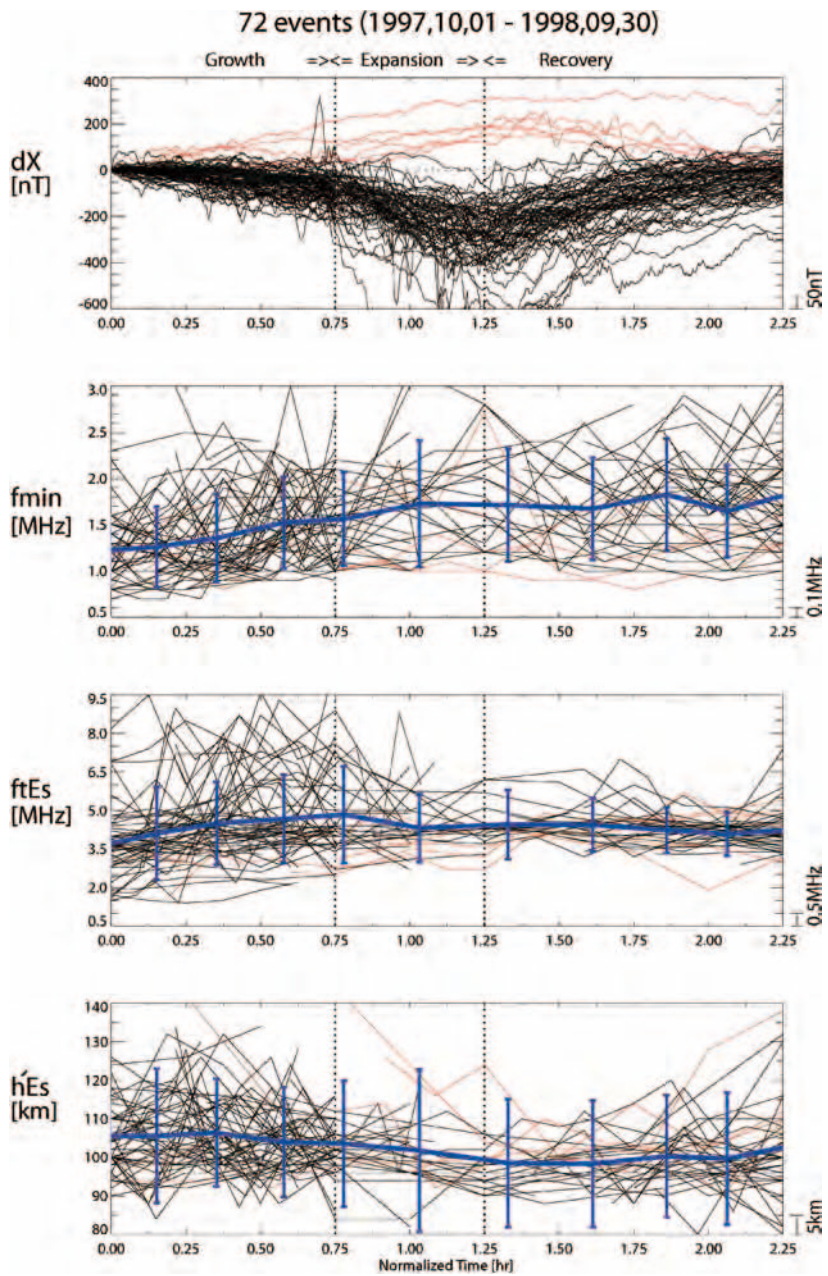 72 events (1997,10,01 - 1998,09,30)
Growth =><= Expansion => <= Recovery
400
200
0
-200
-400
-600
dX
[nT]
50nT
0.00 0.25 0.50 0.75 1.00 1.25 1.50 1.75 2.00 2.25
3.0
2.5
2.0
1.5
1.0
0.5
fmin
[MHz]
0.1MHz
0.00 0.25 0.50 0.75 1.00 1.25 1.50 1.75 2.00 2.25
9.5
8.0
6.5
5.0
3.5
2.0
0.5
ftEs
[MHz]
0.5MHz
0.00 0.25 0.50 0.75 1.00 1.25 1.50 1.75 2.00 2.25
140
130
120
110
100
90
80
h́Es
[km]
5km
0.00 0.25 0.50 0.75 1.00 1.25 1.50 1.75 2.00 2.25
Normalized Time [hr]